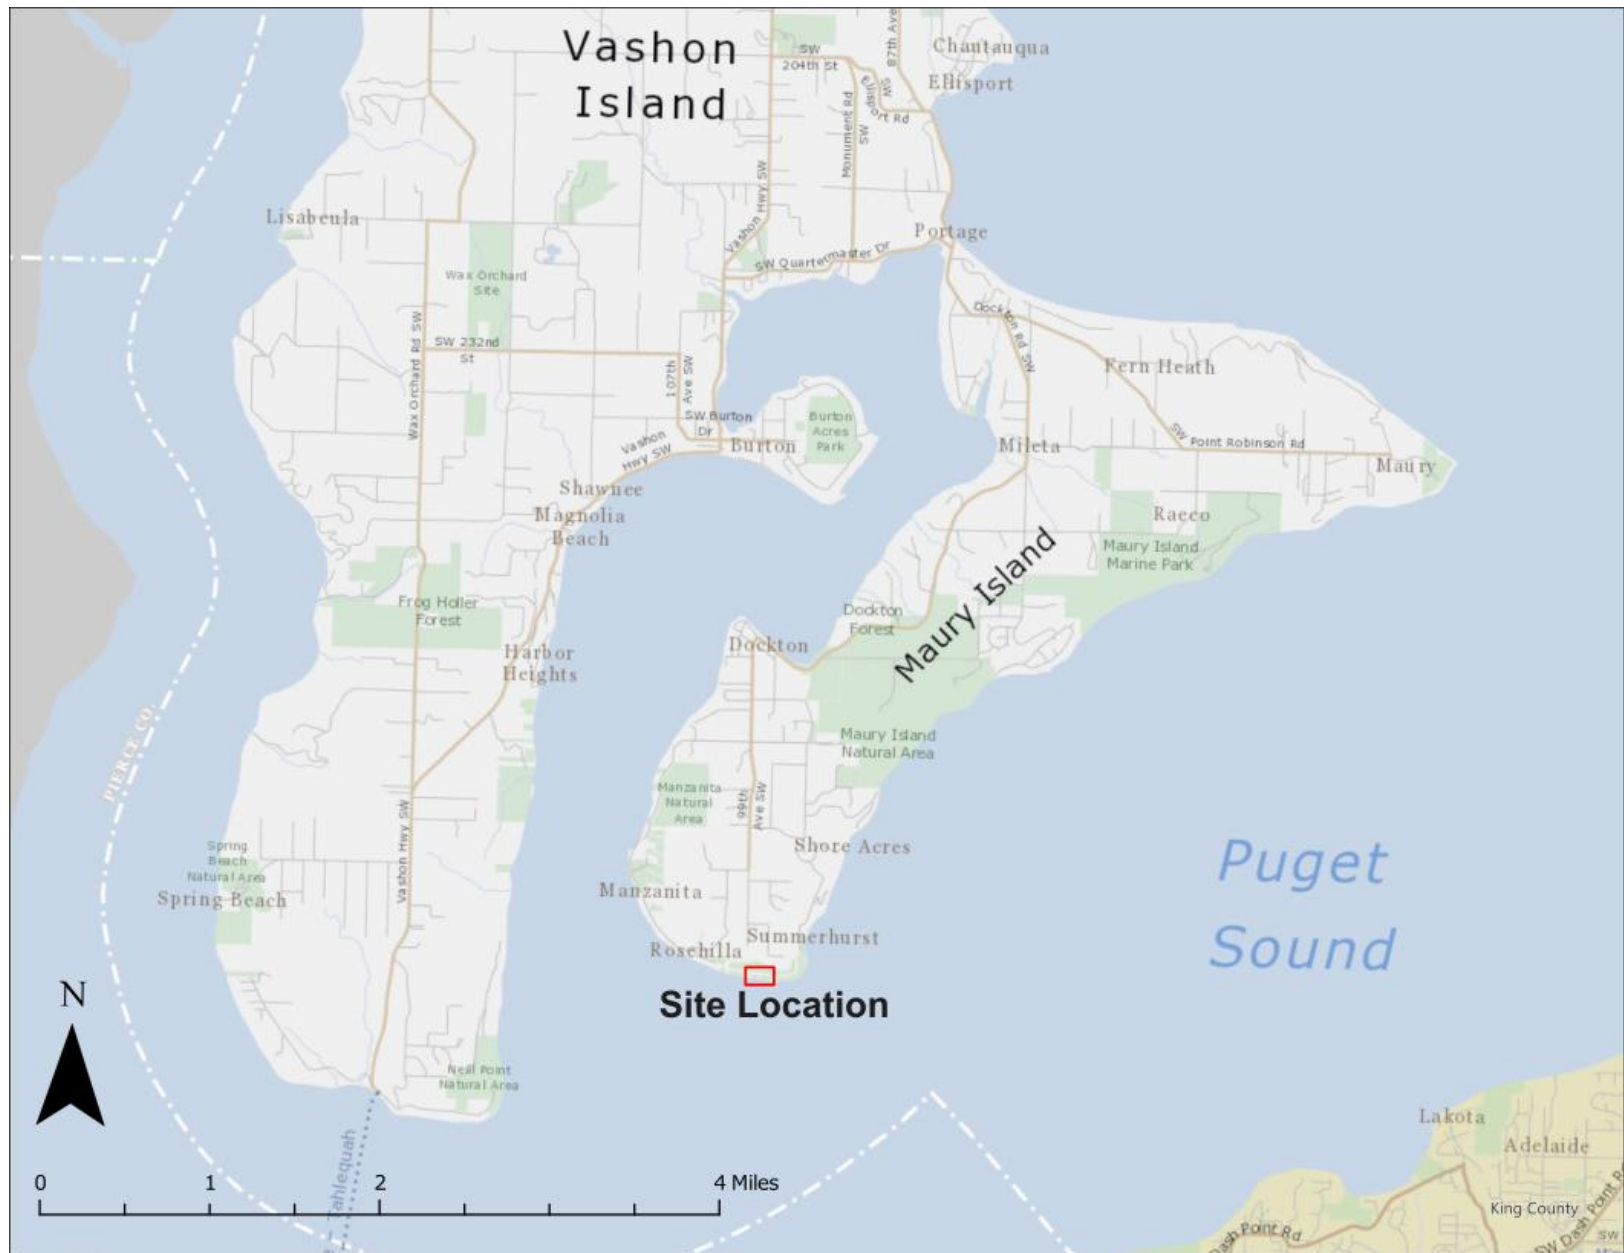 Vashon
Island
SW
204th St
87th Ave
SW
Chautauqua
Ellisport
Ellisport Rd
Monument Rd
SW
Vashon Hwy SW
Lisabeula
Portage
SW Quartermaster Dr
Wax Orchard
Site
Dockton Rd SW
Wax Orchard Rd SW
SW 232nd
St
107th
Ave SW
Fern Heath
SW Burton
Dr
Burton
Burton
Acres
Park
Vashon
Hwy SW
Mileta
SW Point Robinson Rd
Maury
Shawnee
Magnolia
Beach
Raeco
Maury Island
Marine Park
Maury Island
Frog Holler
Forest
Dockton
Forest
Dockton
Harbor
Heights
PIERCE CO.
Maury Island
Natural Area
Manzanita
Natural
Area
99th
Ave SW
Vashon Hwy SW
Shore Acres
Spring
Beach
Natural Area
Spring Beach
Manzanita
Puget
Sound
Summerhurst
Rosehilla
Site Location
N
Neill Point
Natural Area
Tahlequah
Lakota
Adelaide
King County
SW Dash Point Rd
Dash Point Rd
SW
0 1 2 4 Miles